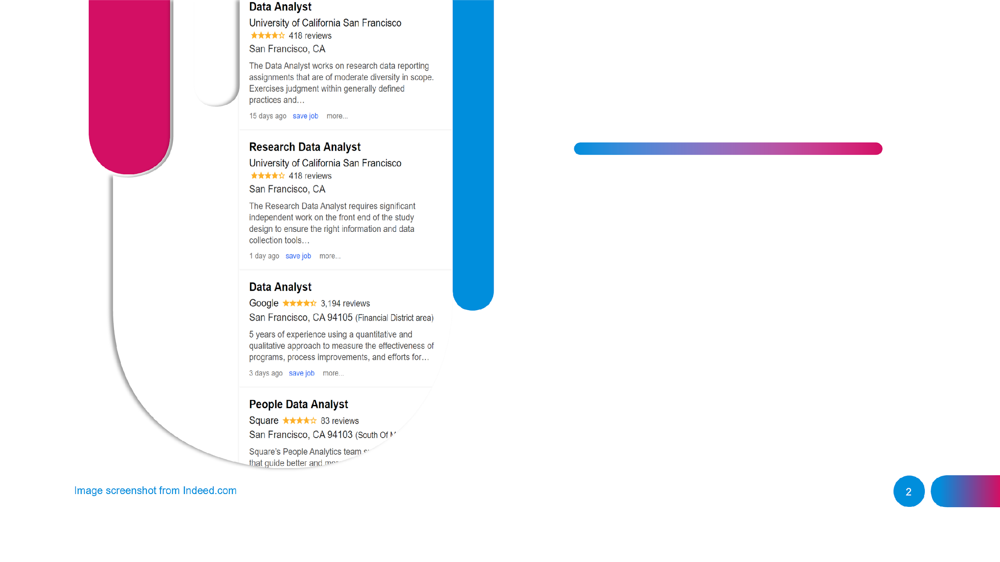 Data Analyst
University of California San Francisco
418 reviews
San Francisco, CA
The Data Analyst works on research data reporting
assignments that are of moderate diversity in scope.
Exercises judgment within generally defined
practices and…
15 days ago save job more...
Research Data Analyst
University of California San Francisco
418 reviews
San Francisco, CA
The Research Data Analyst requires significant
independent work on the front end of the study
design to ensure the right information and data
collection tools…
1 day ago save job more...
Data Analyst
Google 3,194 reviews
San Francisco, CA 94105 (Financial District area)
5 years of experience using a quantitative and
qualitative approach to measure the effectiveness of
programs, process improvements, and efforts for…
3 days ago save job more...
People Data Analyst
Square 83 reviews
San Francisco, CA 94103 (South Of
Square’s People Analytics team
that guide better and
Image screenshot from Indeed.com
2